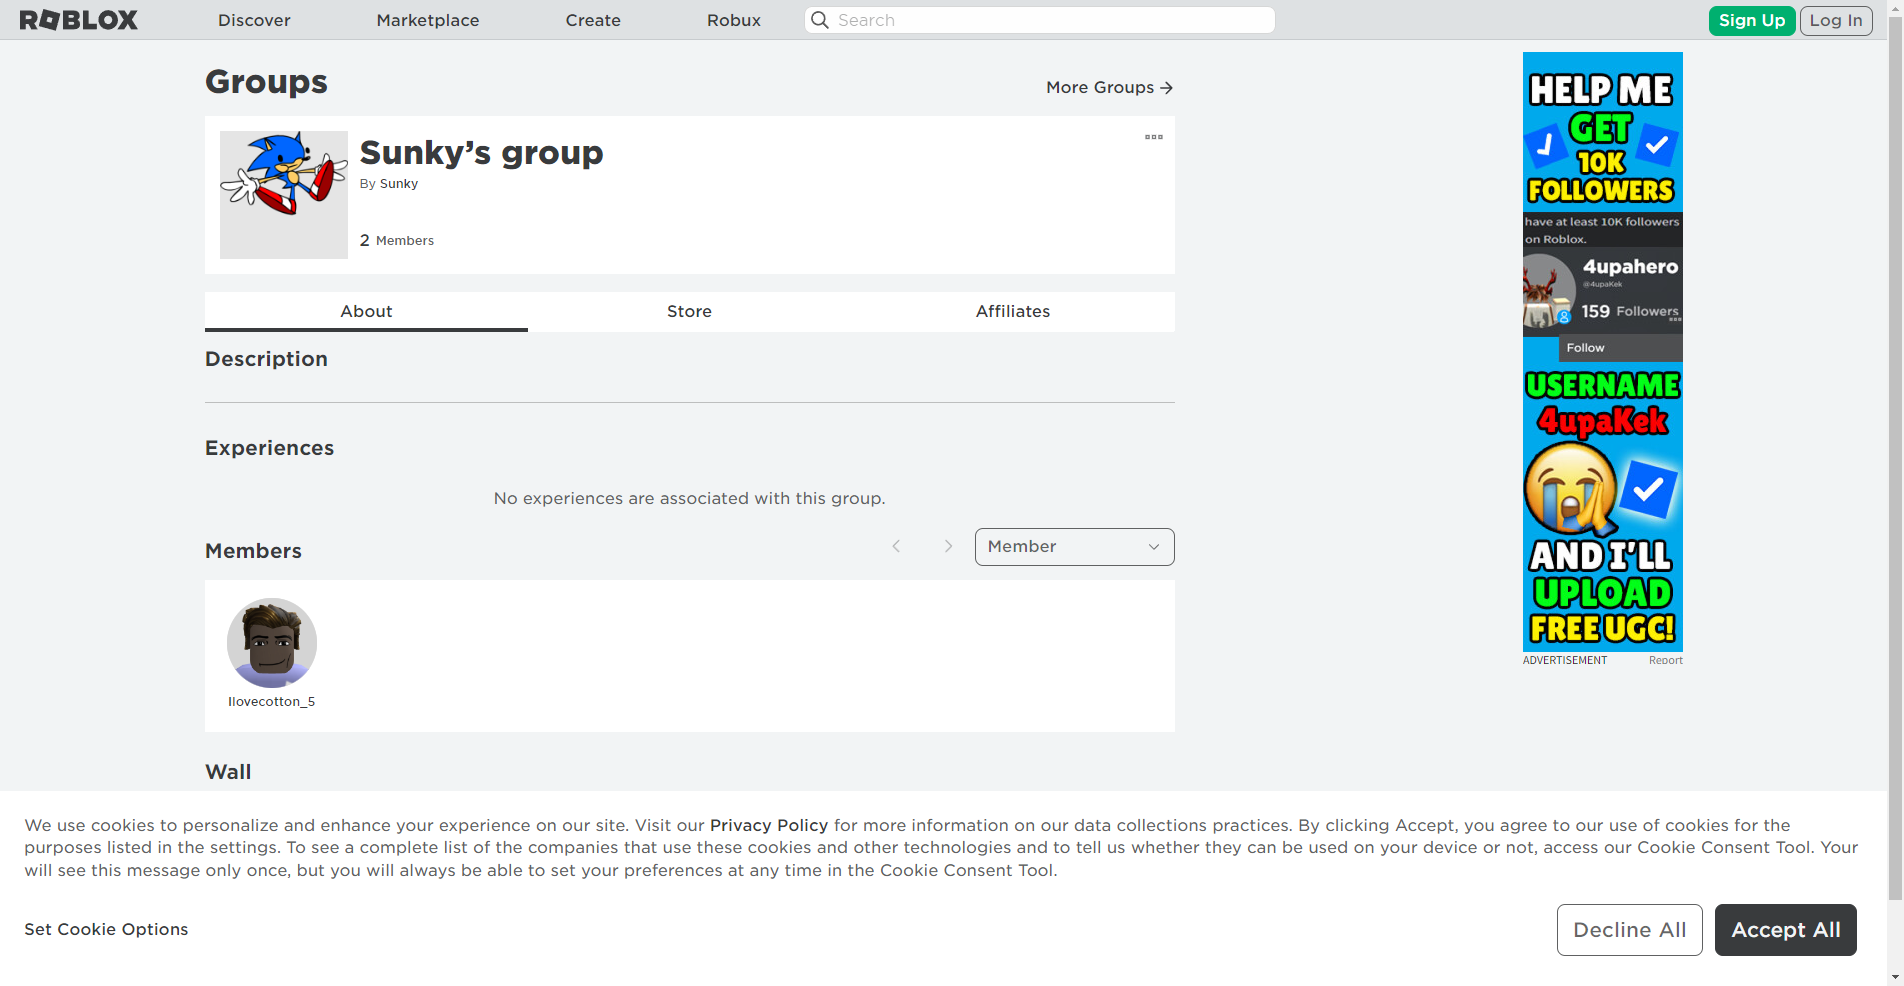 ROBLOX
Discover
Marketplace
Create
Robux
Search
Sign Up
Log In
Groups
More Groups
Sunky's group
By Sunky
2 Members
About
Store
Affiliates
Description
Experiences
No experiences are associated with this group.
Members
Member
Ilovecotton_5
Wall
HELP ME
GET
10K
FOLLOWERS
have at least 10K followers
on Roblox.
4upahero
@4upaKek
159 Followers
Follow
USERNAME
4upaKek
AND I'LL
UPLOAD
FREE UGC!
ADVERTISEMENT
Report
We use cookies to personalize and enhance your experience on our site. Visit our Privacy Policy for more information on our data collections practices. By clicking Accept, you agree to our use of cookies for the
purposes listed in the settings. To see a complete list of the companies that use these cookies and other technologies and to tell us whether they can be used on your device or not, access our Cookie Consent Tool. Your
will see this message only once, but you will always be able to set your preferences at any time in the Cookie Consent Tool.
Set Cookie Options
Decline All
Accept All